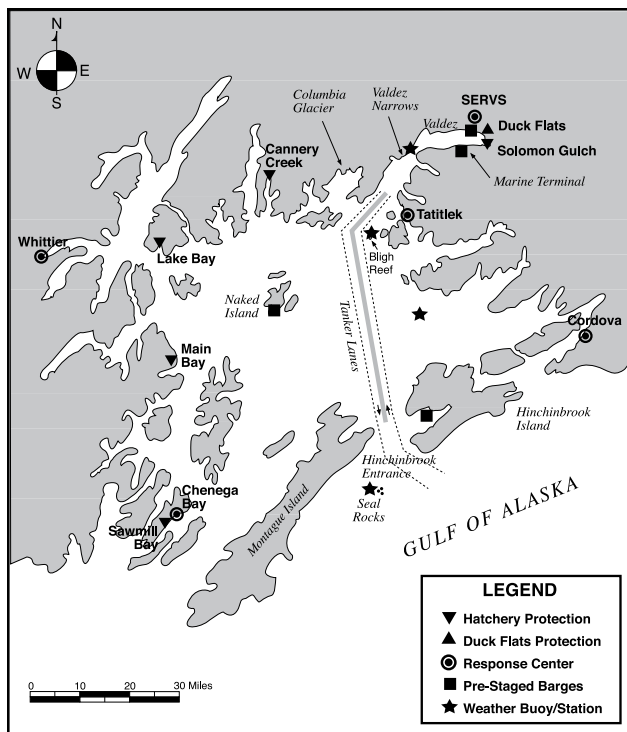 N
W E
S
Columbia
Glacier
Valdez
Narrows
SERVS
Valdez
Duck Flats
Solomon Gulch
Marine Terminal
Cannery
Creek
Tatitlek
Whittier
Lake Bay
Bligh
Reef
Naked
Island
Tanker Lanes
Cordova
Main
Bay
Hinchinbrook
Island
Hinchinbrook
Entrance
Seal
Rocks
Chenega
Bay
Sawmill
Bay
Montague Island
GULF OF ALASKA
LEGEND
Hatchery Protection
Duck Flats Protection
Response Center
Pre-Staged Barges
Weather Buoy/Station
0 10 20 30 Miles